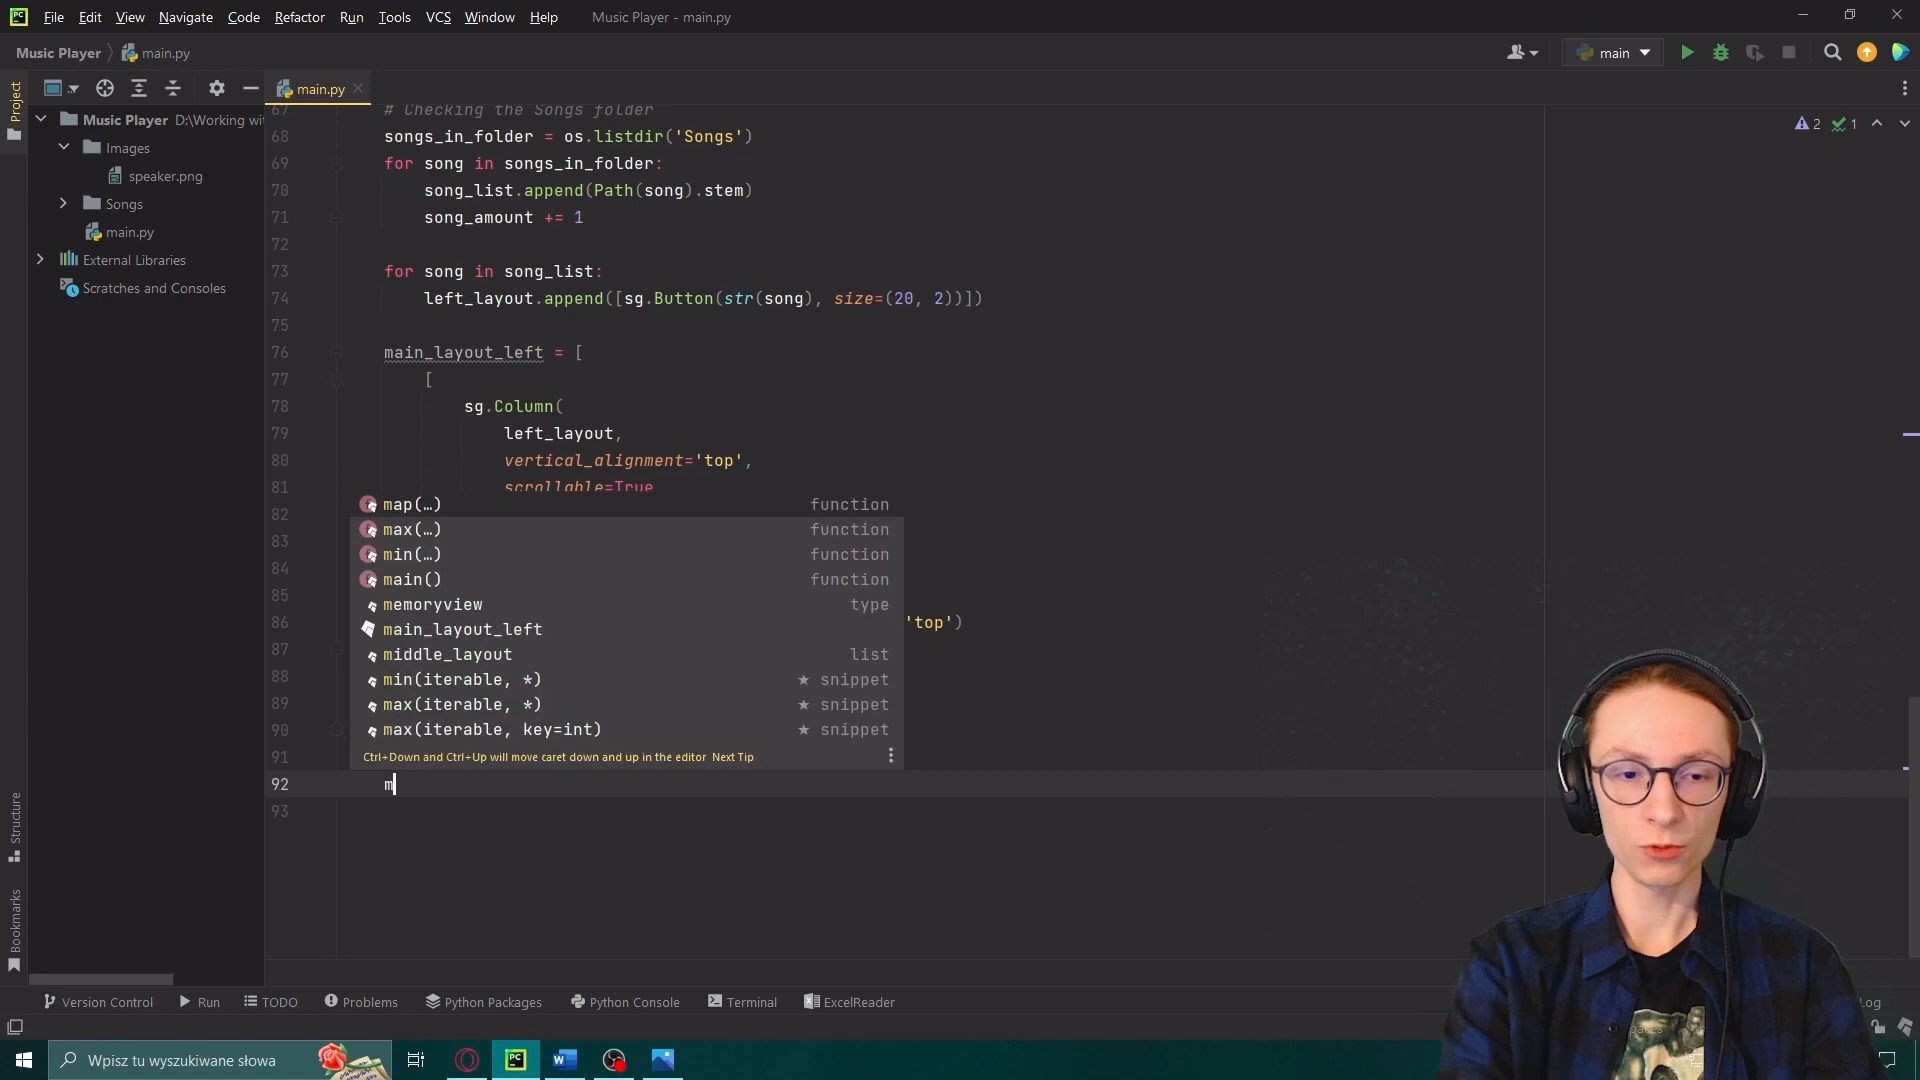 File Edit View Navigate Code Refactor Run Tools VCS Window Help Music Player - main.py
Music Player main.py main
Project
main.py
Music Player D:\Working wit
Images
speaker.png
Songs
main.py
External Libraries
Scratches and Consoles
67 # Checking the Songs folder
68 songs_in_folder = os.listdir('Songs')
69 for song in songs_in_folder:
70 song_list.append(Path(song).stem)
71 song_amount += 1
72
73 for song in song_list:
74 left_layout.append([sg.Button(str(song), size=(20, 2))])
75
76 main_layout_left = [
77 [
78 sg.Column(
79 left_layout,
80 vertical_alignment='top',
81 scrollable=True
82
83
84
85
86 'top')
87
88
89
90
91
92 m
93
2 1
map(…) function
max(…) function
min(…) function
main() function
memoryview type
main_layout_left
middle_layout list
min(iterable, *) snippet
max(iterable, *) snippet
max(iterable, key=int) snippet
Ctrl+Down and Ctrl+Up will move caret down and up in the editor Next Tip
Structure
Bookmarks
Version Control Run TODO Problems Python Packages Python Console Terminal ExcelReader Log
Wpisz tu wyszukiwane słowa